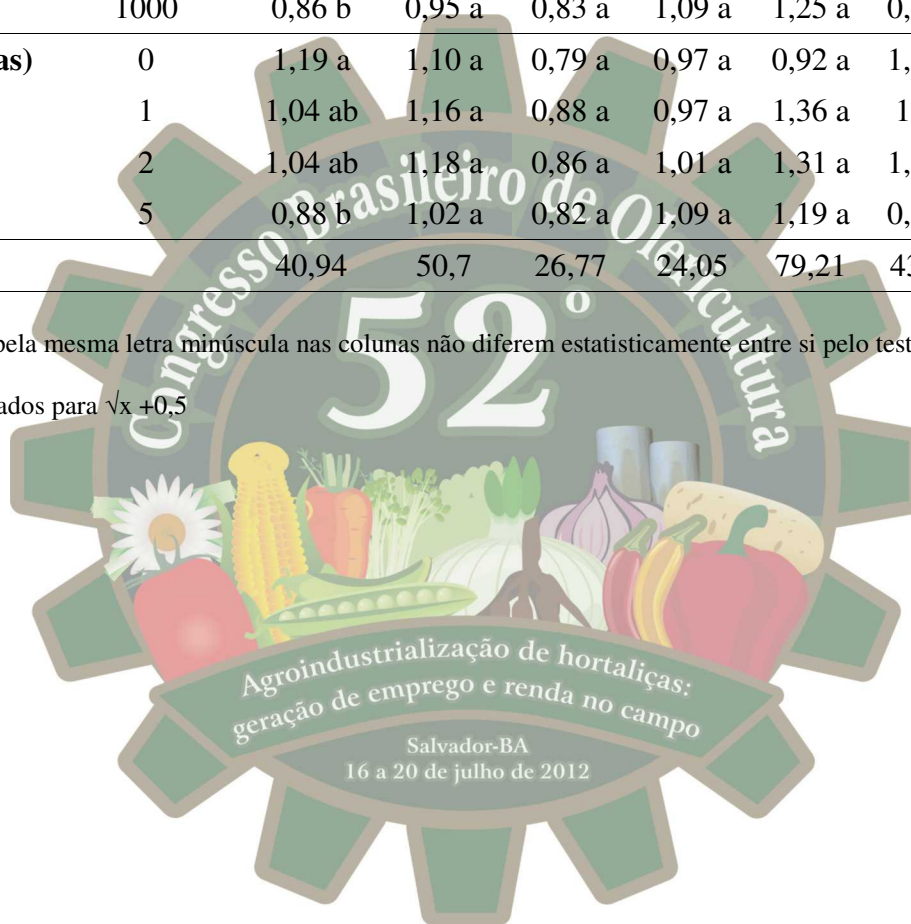 1000 0,86 b 0,95 a 0,83 a 1,09 a 1,25 a 0,
as) 0 1,19 a 1,10 a 0,79 a 0,97 a 0,92 a 1,
1 1,04 ab 1,16 a 0,88 a 0,97 a 1,36 a 1
2 1,04 ab 1,18 a 0,86 a 1,01 a 1,31 a 1,
5 0,88 b 1,02 a 0,82 a 1,09 a 1,19 a 0,
40,94 50,7 26,77 24,05 79,21 43
pela mesma letra minúscula nas colunas não diferem estatisticamente entre si pelo test
ados para √x +0,5
Congresso Brasileiro de Olericultura
52º
Agroindustrialização de hortaliças:
geração de emprego e renda no campo
Salvador-BA
16 a 20 de julho de 2012